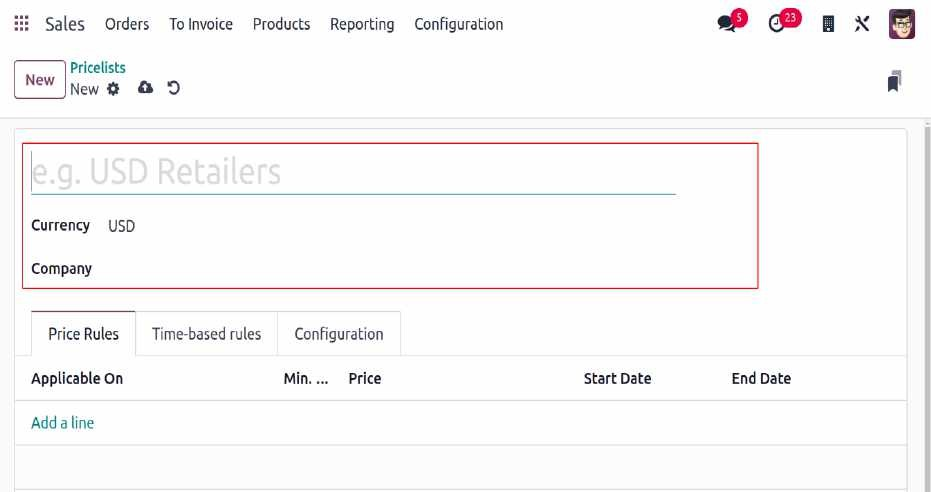 Sales Orders To Invoice Products Reporting Configuration 5 23
New Pricelists
New
e.g. USD Retailers
Currency USD
Company
Price Rules Time-based rules Configuration
Applicable On Min. ... Price Start Date End Date
Add a line